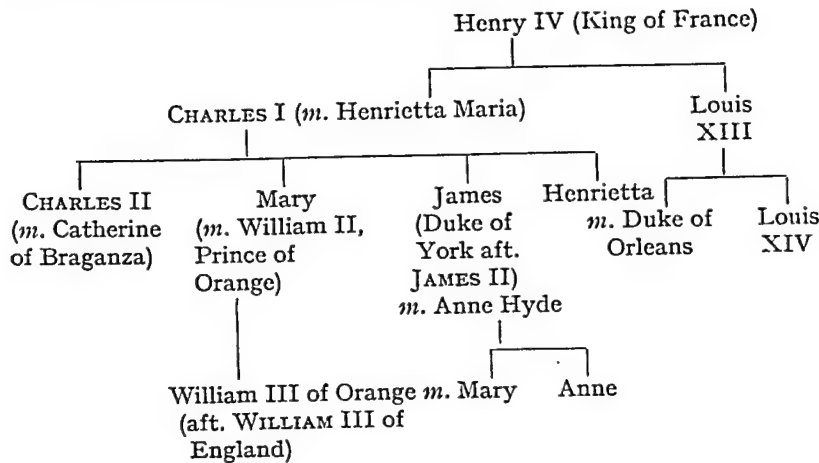 Henry IV (King of France)
CHARLES I (m. Henrietta Maria)
Louis
XIII
CHARLES II
(m. Catherine
of Braganza)
Mary
(m. William II,
Prince of
Orange)
James
(Duke of
York aft.
JAMES II)
m. Anne Hyde
Henrietta
m. Duke of
Orleans
Louis
XIV
William III of Orange m. Mary
(aft. WILLIAM III of
England)
Anne